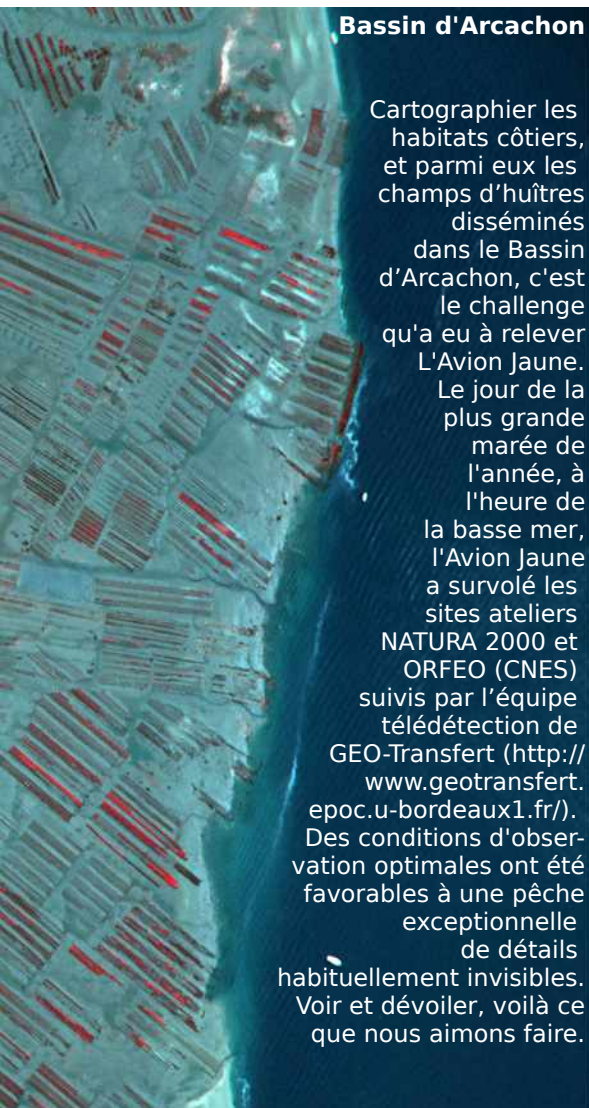 Bassin d'Arcachon
Cartographier les
habitats côtiers,
et parmi eux les
champs d’huîtres
disséminés
dans le Bassin
d’Arcachon, c'est
le challenge
qu'a eu à relever
L'Avion Jaune.
Le jour de la
plus grande
marée de
l'année, à
l'heure de
la basse mer,
l'Avion Jaune
a survolé les
sites ateliers
NATURA 2000 et
ORFEO (CNES)
suivis par l’équipe
télédétection de
GEO-Transfert (http://
www.geotransfert.
epoc.u-bordeaux1.fr/).
Des conditions d'obser-
vation optimales ont été
favorables à une pêche
exceptionnelle
de détails
habituellement invisibles.
Voir et dévoiler, voilà ce
que nous aimons faire.